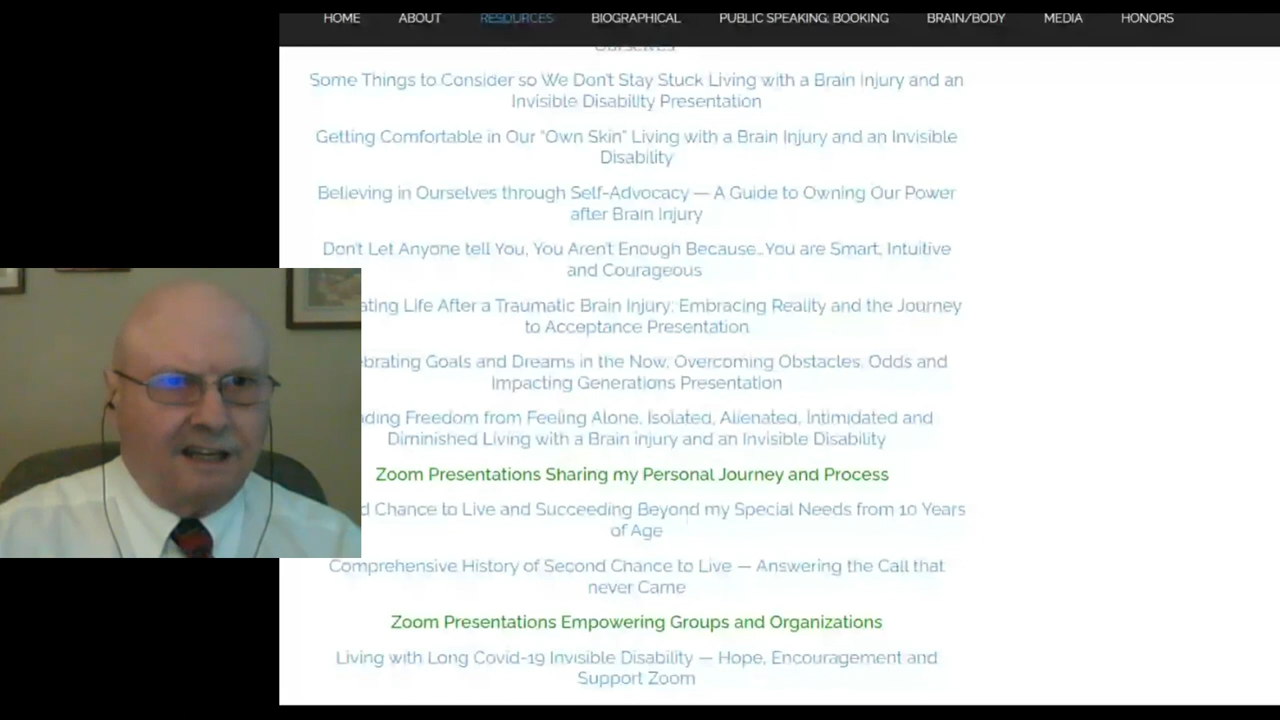 HOME ABOUT RESOURCES BIOGRAPHICAL PUBLIC SPEAKING: BOOKING BRAIN/BODY MEDIA HONORS
Some Things to Consider so We Don't Stay Stuck Living with a Brain Injury and an
Invisible Disability Presentation
Getting Comfortable in Our "Own Skin" Living with a Brain Injury and an Invisible
Disability
Believing in Ourselves through Self-Advocacy — A Guide to Owning Our Power
after Brain Injury
Don't Let Anyone tell You, You Aren't Enough Because...You are Smart, Intuitive
and Courageous
ating Life After a Traumatic Brain Injury: Embracing Reality and the Journey
to Acceptance Presentation
ebrating Goals and Dreams in the Now, Overcoming Obstacles, Odds and
Impacting Generations Presentation
ding Freedom from Feeling Alone, Isolated, Alienated, Intimidated and
Diminished Living with a Brain injury and an Invisible Disability
Zoom Presentations Sharing my Personal Journey and Process
d Chance to Live and Succeeding Beyond my Special Needs from 10 Years
of Age
Comprehensive History of Second Chance to Live — Answering the Call that
never Came
Zoom Presentations Empowering Groups and Organizations
Living with Long Covid-19 Invisible Disability — Hope, Encouragement and
Support Zoom